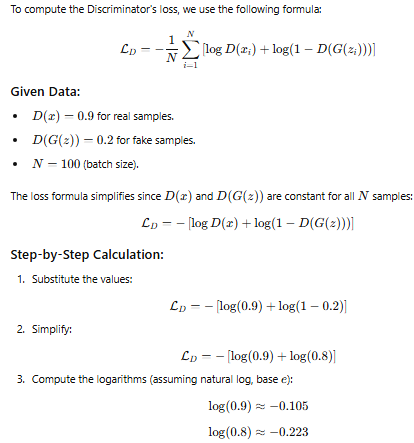 To compute the Discriminator's loss, we use the following formula:
$$\mathcal{L}_D = -\frac{1}{N} \sum_{i=1}^{N} [\log D(x_i) + \log(1 - D(G(z_i)))]$$
Given Data:
• $D(x) = 0.9$ for real samples.
• $D(G(z)) = 0.2$ for fake samples.
• $N = 100$ (batch size).
The loss formula simplifies since $D(x)$ and $D(G(z))$ are constant for all $N$ samples:
$$\mathcal{L}_D = -[\log D(x) + \log(1 - D(G(z)))]$$
Step-by-Step Calculation:
1. Substitute the values:
$$\mathcal{L}_D = -[\log(0.9) + \log(1 - 0.2)]$$
2. Simplify:
$$\mathcal{L}_D = -[\log(0.9) + \log(0.8)]$$
3. Compute the logarithms (assuming natural log, base $e$):
$$\log(0.9) \approx -0.105$$
$$\log(0.8) \approx -0.223$$